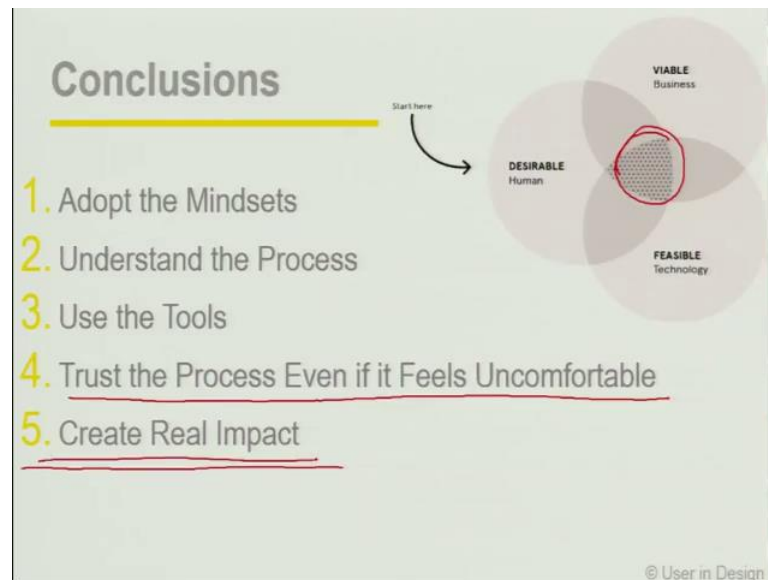 Conclusions
Start here
VIABLE
Business
DESIRABLE
Human
FEASIBLE
Technology
1. Adopt the Mindsets
2. Understand the Process
3. Use the Tools
4. Trust the Process Even if it Feels Uncomfortable
5. Create Real Impact
© User in Design